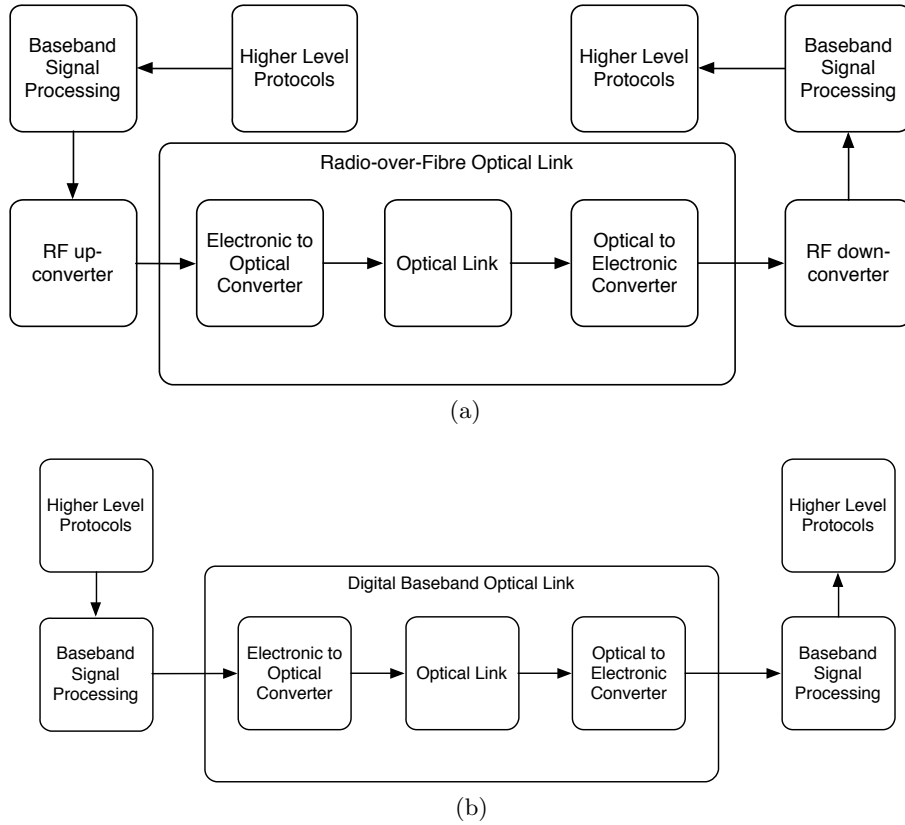 Baseband
Signal
Processing
Higher Level
Protocols
Higher Level
Protocols
Baseband
Signal
Processing
Radio-over-Fibre Optical Link
RF up-
converter
Electronic to
Optical
Converter
Optical Link
Optical to
Electronic
Converter
RF down-
converter
(a)
Higher Level
Protocols
Higher Level
Protocols
Digital Baseband Optical Link
Baseband
Signal
Processing
Electronic to
Optical
Converter
Optical Link
Optical to
Electronic
Converter
Baseband
Signal
Processing
(b)